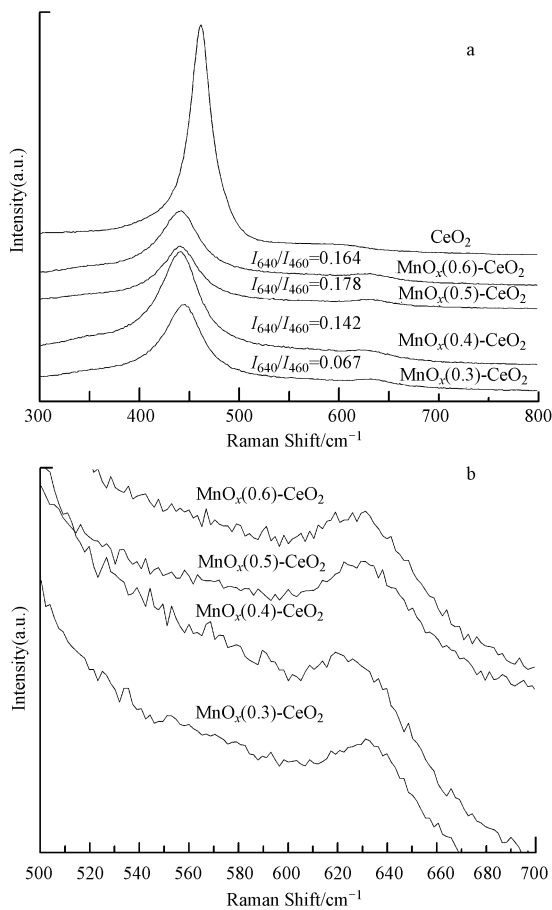 a
Intensity(a.u.)
CeO₂
I₆₄₀/I₄₆₀=0.164
MnOₓ(0.6)-CeO₂
I₆₄₀/I₄₆₀=0.178
MnOₓ(0.5)-CeO₂
I₆₄₀/I₄₆₀=0.142
MnOₓ(0.4)-CeO₂
I₆₄₀/I₄₆₀=0.067
MnOₓ(0.3)-CeO₂
300 400 500 600 700 800
Raman Shift/cm⁻¹
b
Intensity(a.u.)
MnOₓ(0.6)-CeO₂
MnOₓ(0.5)-CeO₂
MnOₓ(0.4)-CeO₂
MnOₓ(0.3)-CeO₂
500 520 540 560 580 600 620 640 660 680 700
Raman Shift/cm⁻¹